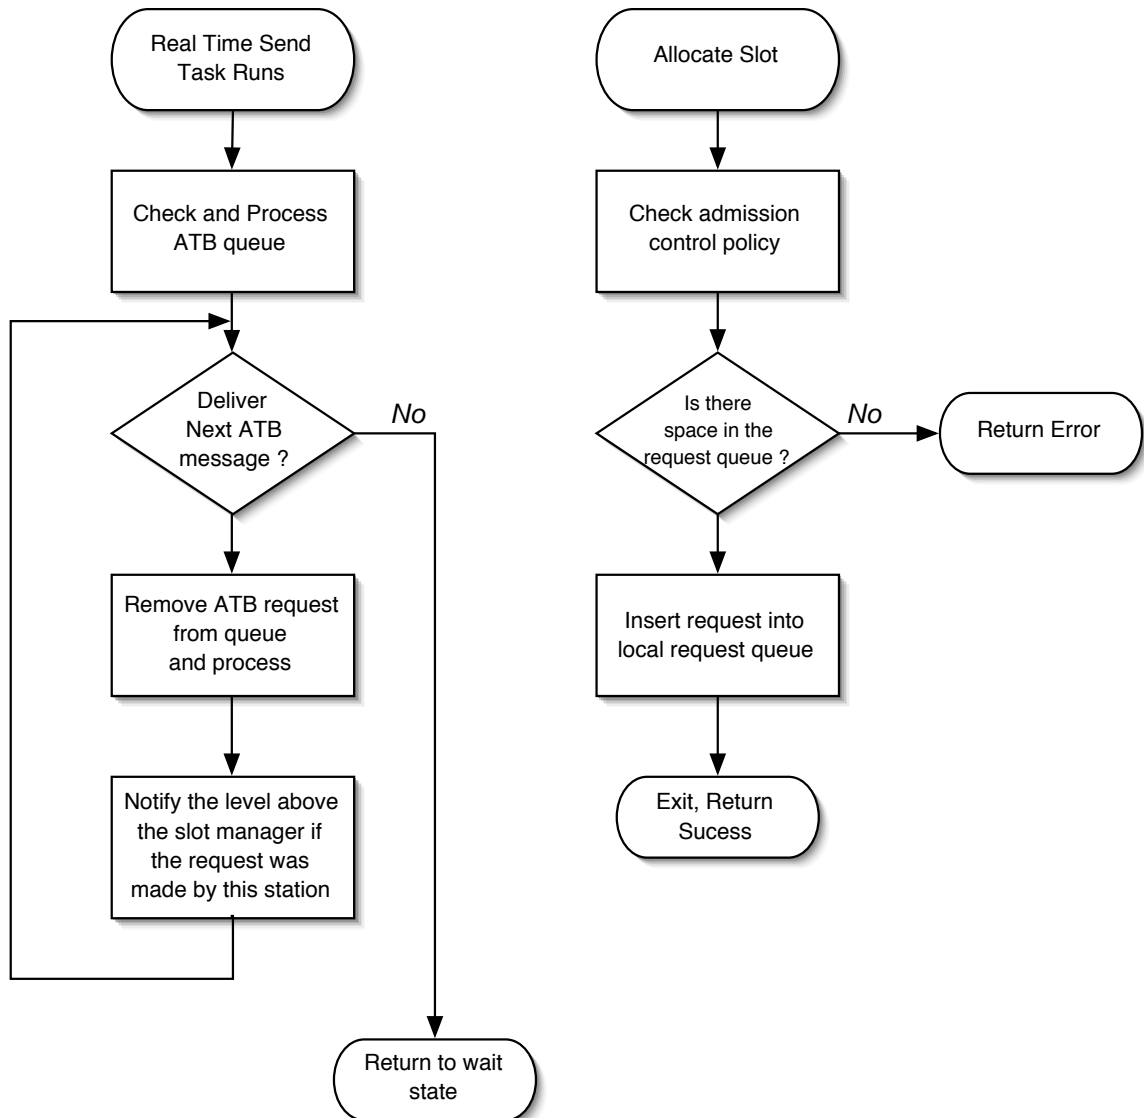 Real Time Send
Task Runs
Check and Process
ATB queue
Deliver
Next ATB
message ?
No
Remove ATB request
from queue
and process
Notify the level above
the slot manager if
the request was
made by this station
Return to wait
state
Allocate Slot
Check admission
control policy
Is there
space in the
request queue ?
No
Return Error
Insert request into
local request queue
Exit, Return
Sucess